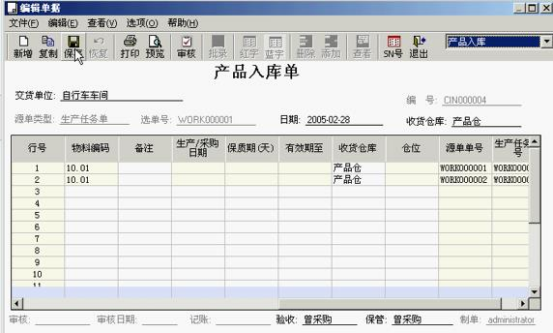 编辑单据
文件(F) 编辑(E) 查看(V) 选项(O) 帮助(H)
新增 复制 保存 恢复 打印 预览 审核 批录 红字 蓝字 删除 添加 查看 SN号 退出 产品入库
产品入库单
交货单位: 自行车车间 编 号: CIN000004
源单类型: 生产任务单 选单号: WORK000001 日期: 2005-02-28 收货仓库: 产品仓
行号 物料编码 备注 生产/采购日期 保质期(天) 有效期至 收货仓库 仓位 源单单号 生产任务号
1 10.01 产品仓 WORK000001 WORK000
2 10.01 产品仓 WORK000002 WORK000
3
4
5
6
7
8
9
10
11
审核: 审核日期: 记账: 验收: 曾采购 保管: 曾采购 制单: administrator